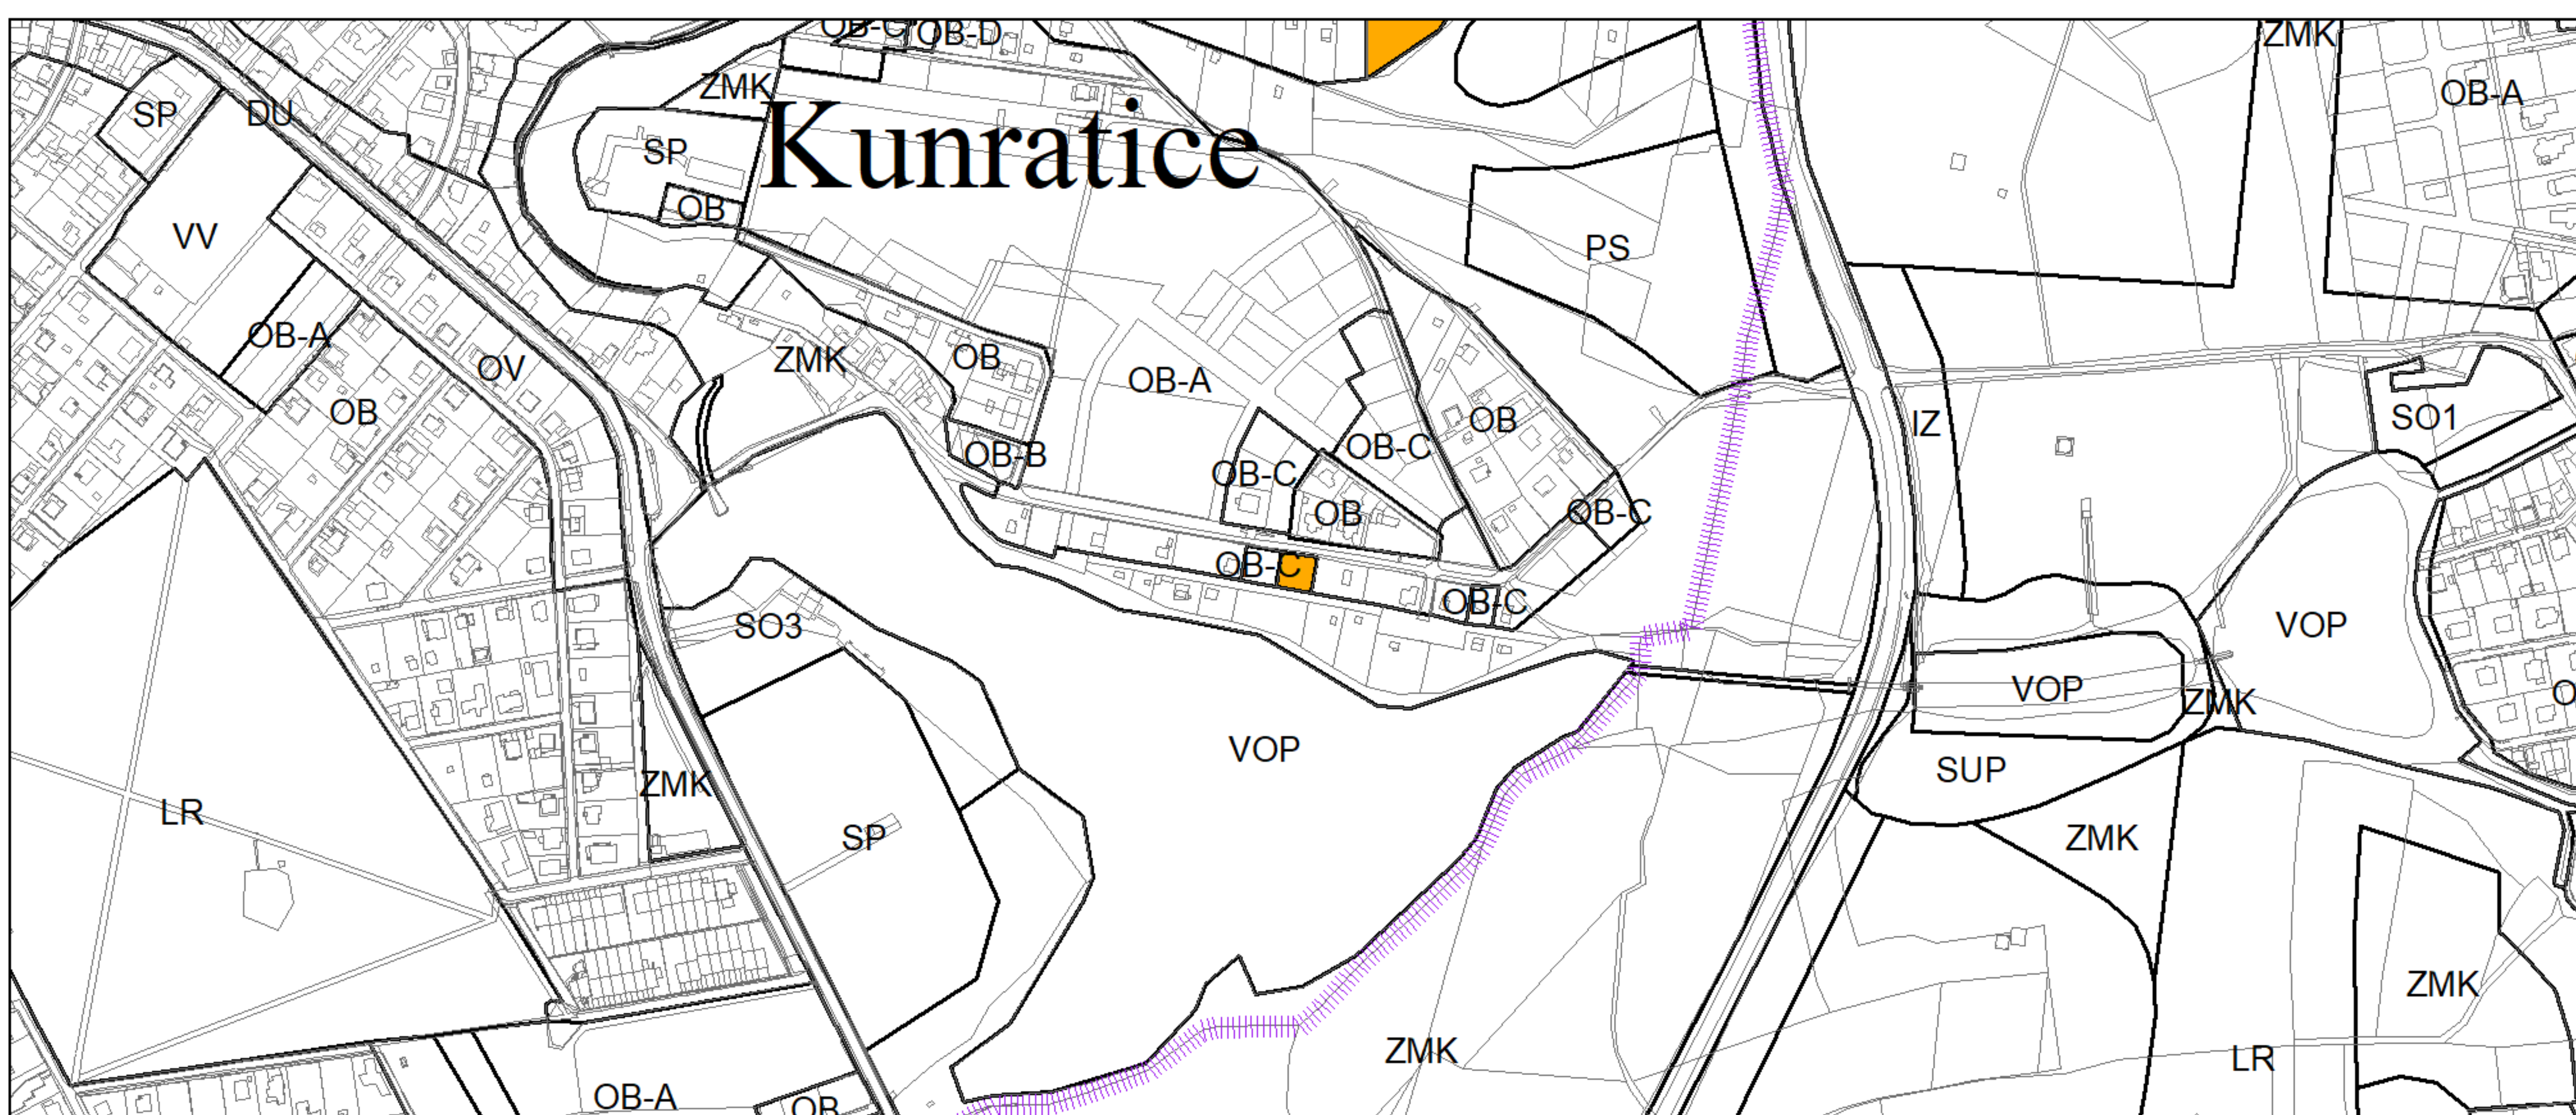 OB-C
OB-D
ZMK
ZMK
OB-A
SP
DU
Kunratice
SP
OB
VV
PS
OB-A
OV
ZMK
OB
OB-A
OB
OB
IZ
SO1
OB-B
OB-C
OB-C
OB
OB-C
OB-C
OB-C
SO3
VOP
VOP
ZMK
VOP
SUP
ZMK
LR
SP
ZMK
ZMK
ZMK
LR
OB-A
OB